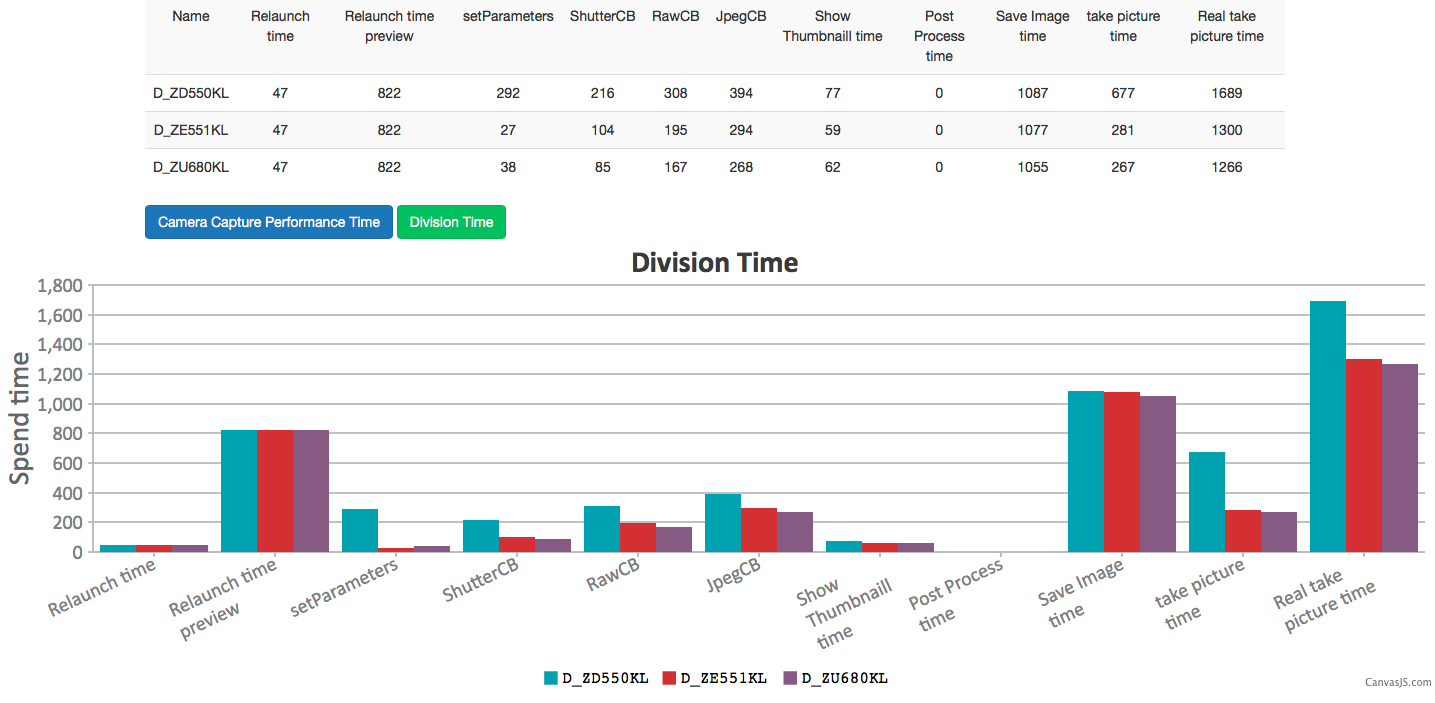 Name Relaunch time Relaunch time preview setParameters ShutterCB RawCB JpegCB Show Thumbnaill time Post Process time Save Image time take picture time Real take picture time
D_ZD550KL 47 822 292 216 308 394 77 0 1087 677 1689
D_ZE551KL 47 822 27 104 195 294 59 0 1077 281 1300
D_ZU680KL 47 822 38 85 167 268 62 0 1055 267 1266
Camera Capture Performance Time Division Time
Division Time
Spend time
1,800
1,600
1,400
1,200
1,000
800
600
400
200
0
Relaunch time
Relaunch time
preview
setParameters
ShutterCB
RawCB
JpegCB
Show
Thumbnaill
time
Post Process
time
Save Image
time
take picture
time
Real take
picture time
D_ZD550KL D_ZE551KL D_ZU680KL
CanvasJS.com